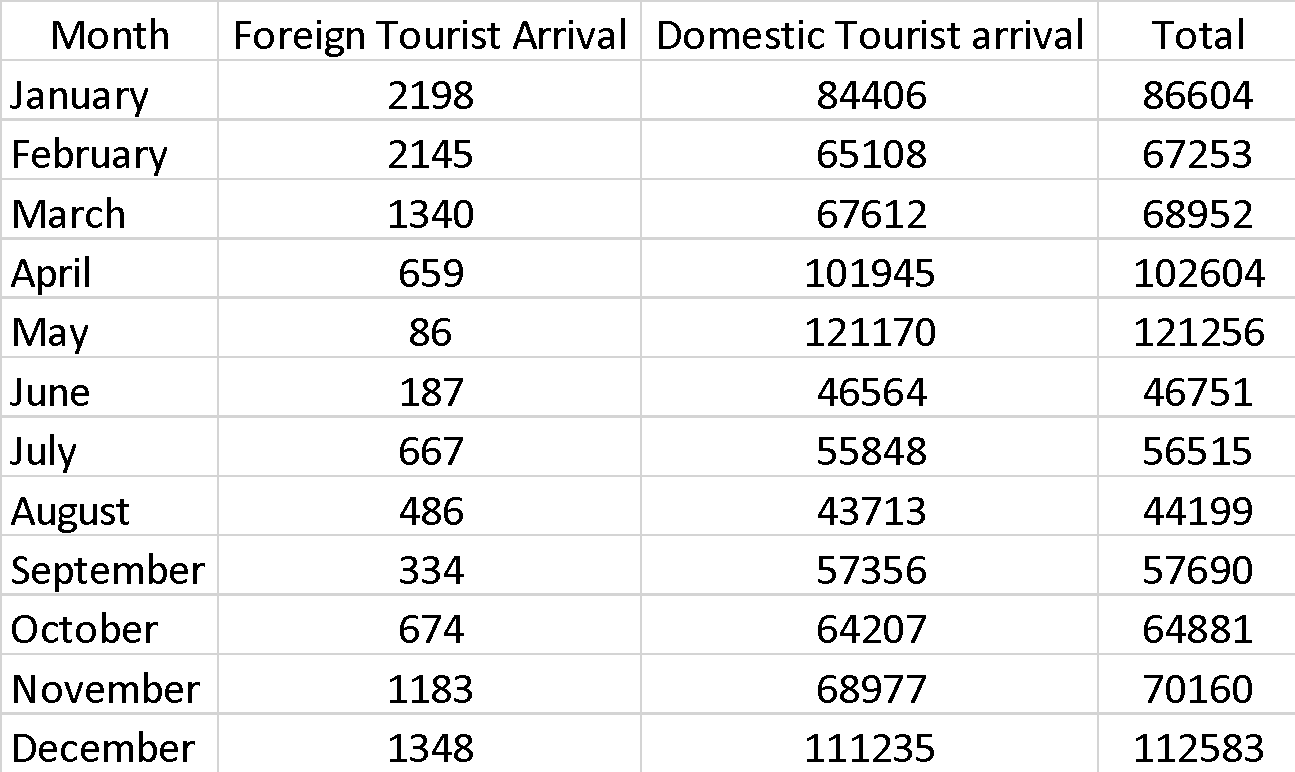 Month Foreign Tourist Arrival Domestic Tourist arrival Total
January 2198 84406 86604
February 2145 65108 67253
March 1340 67612 68952
April 659 101945 102604
May 86 121170 121256
June 187 46564 46751
July 667 55848 56515
August 486 43713 44199
September 334 57356 57690
October 674 64207 64881
November 1183 68977 70160
December 1348 111235 112583